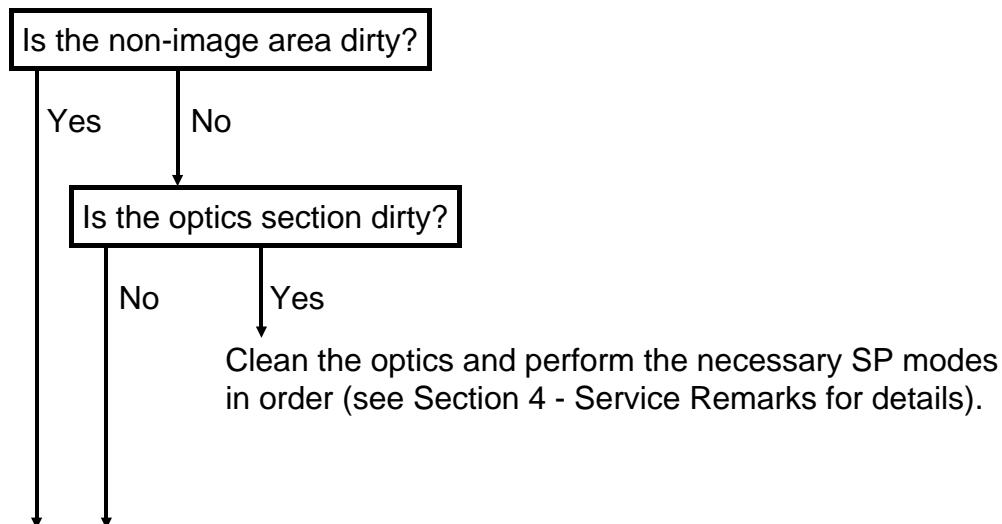 Is the non-image area dirty?
Yes No
Is the optics section dirty?
No Yes
Clean the optics and perform the necessary SP modes
in order (see Section 4 - Service Remarks for details).